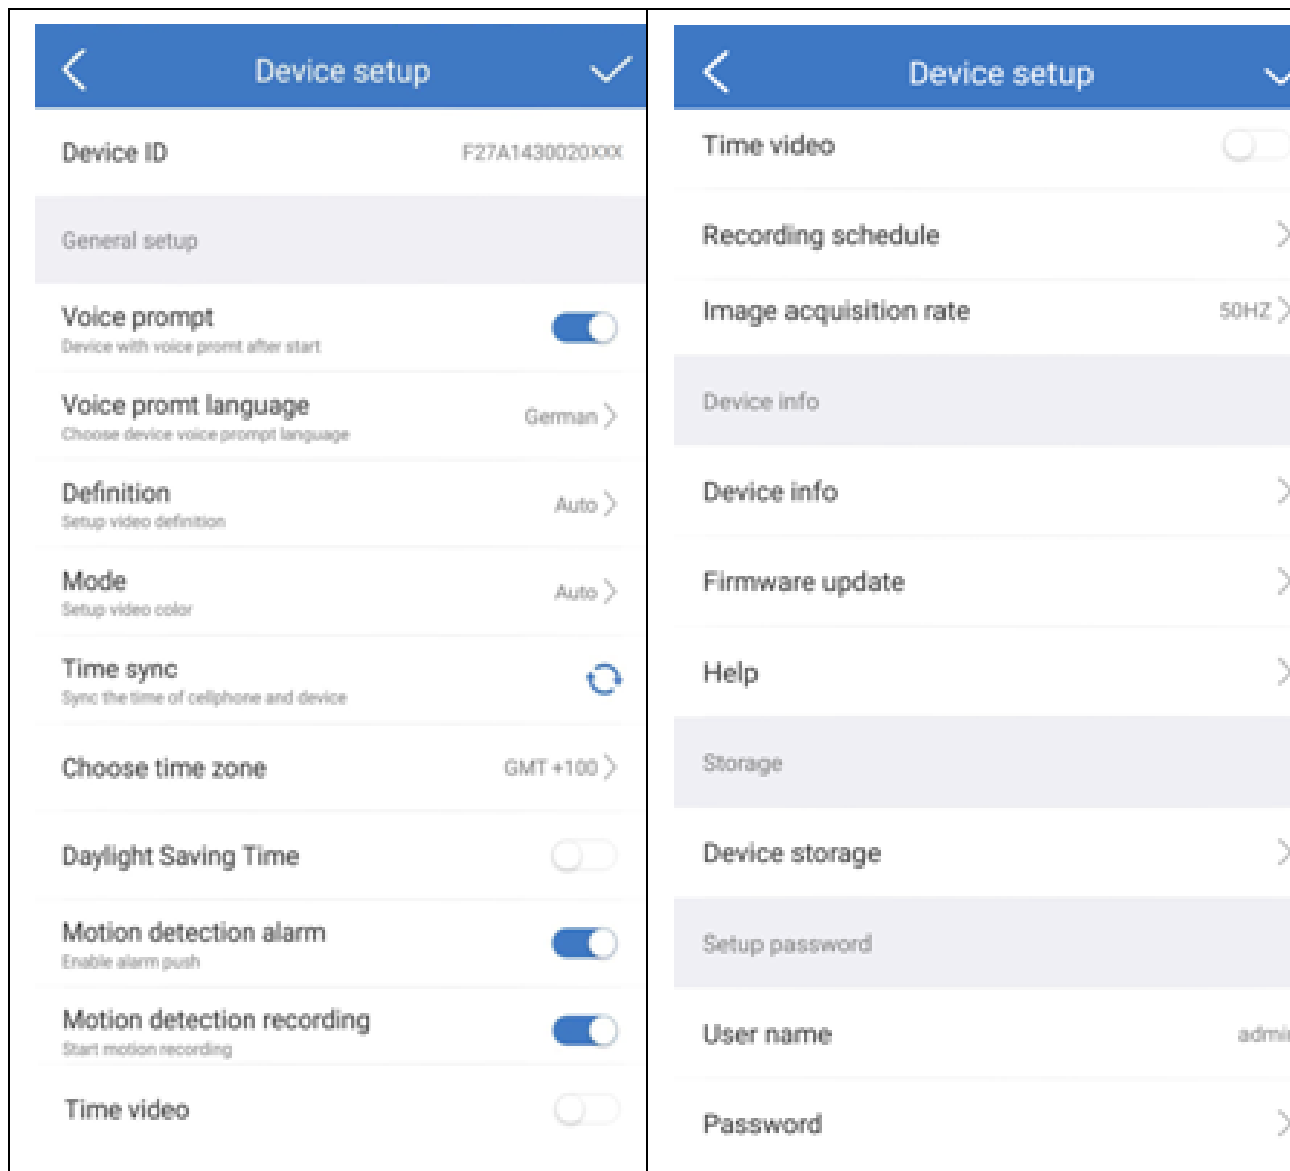 Device setup
Device ID F27A1430020XXX
General setup
Voice prompt
Device with voice promt after start
Voice promt language German
Choose device voice prompt language
Definition Auto
Setup video definition
Mode Auto
Setup video color
Time sync
Sync the time of cellphone and device
Choose time zone GMT +100
Daylight Saving Time
Motion detection alarm
Enable alarm push
Motion detection recording
Start motion recording
Time video
Device setup
Time video
Recording schedule
Image acquisition rate 50HZ
Device info
Device info
Firmware update
Help
Storage
Device storage
Setup password
User name admin
Password